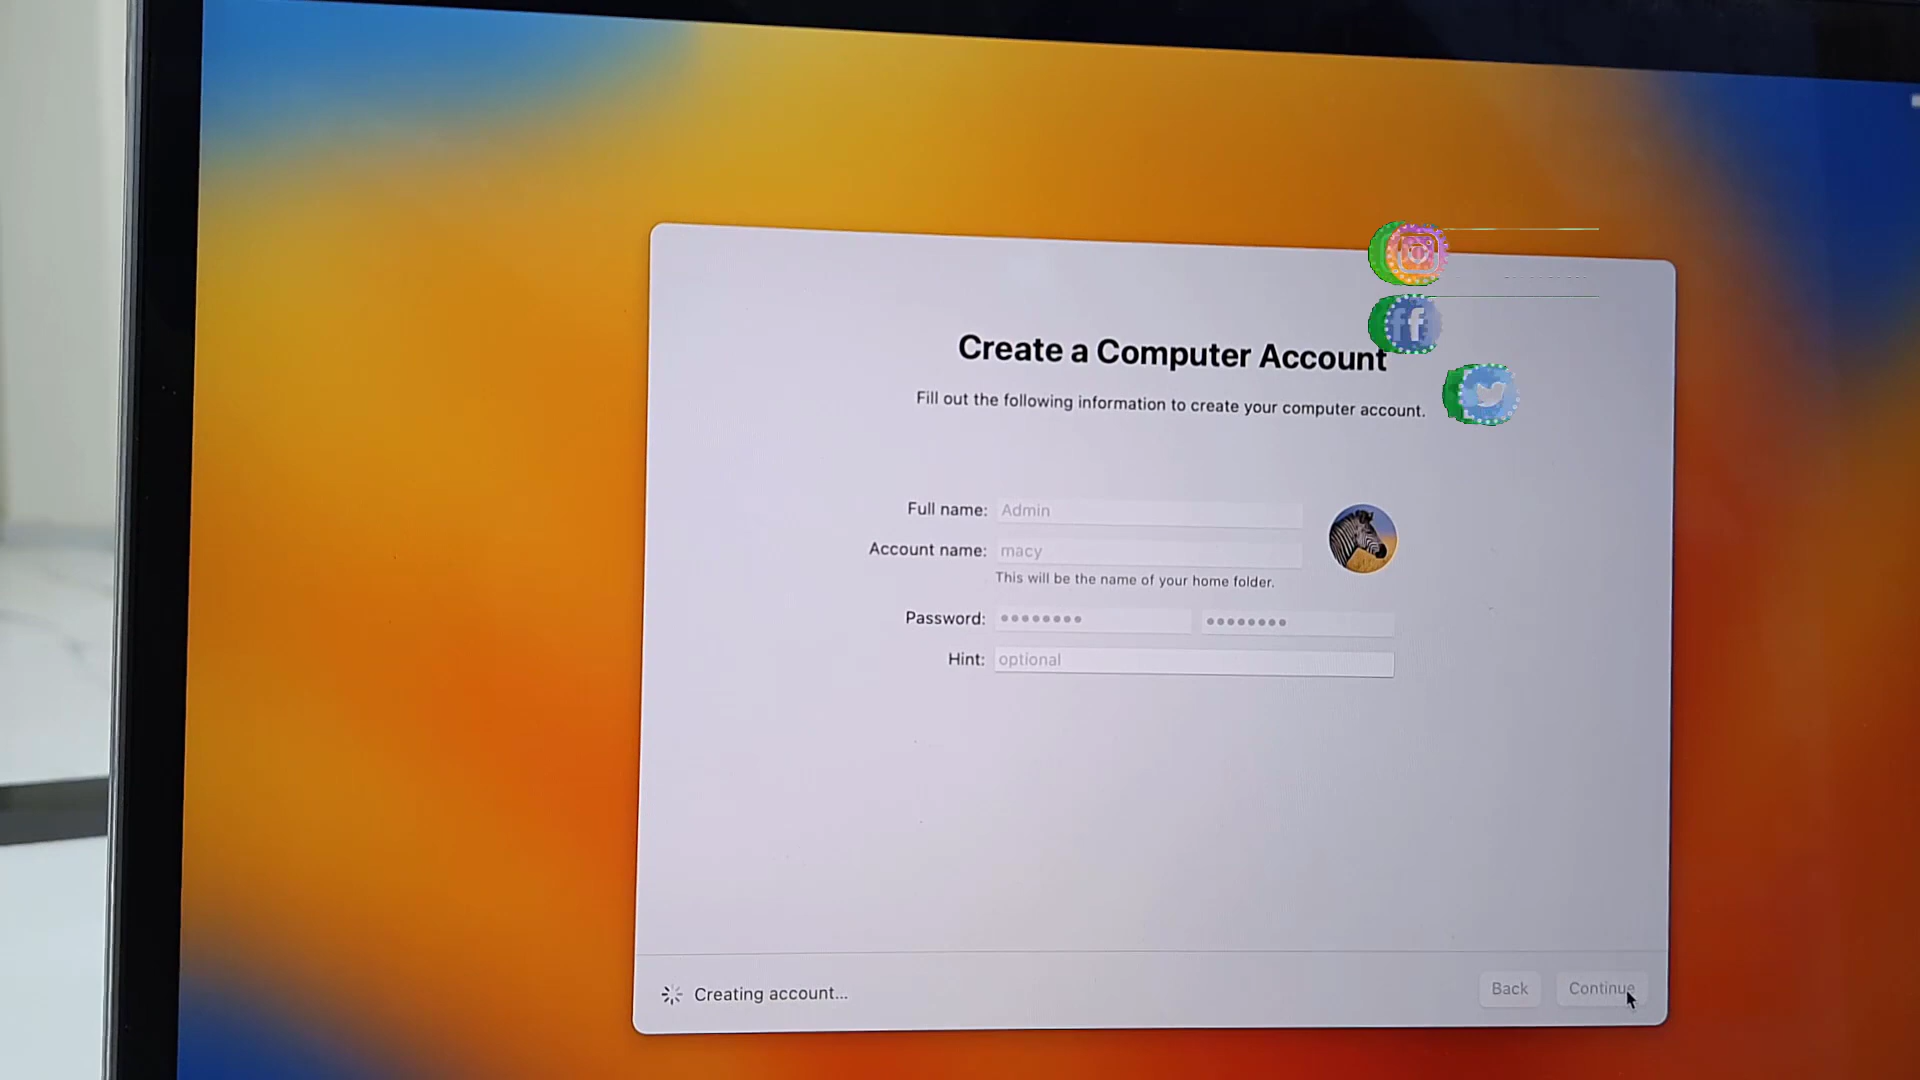 Create a Computer Account
Fill out the following information to create your computer account.
Full name: Admin
Account name: macy
This will be the name of your home folder.
Password: •••••••• ••••••••
Hint: optional
Creating account...
Back Continue